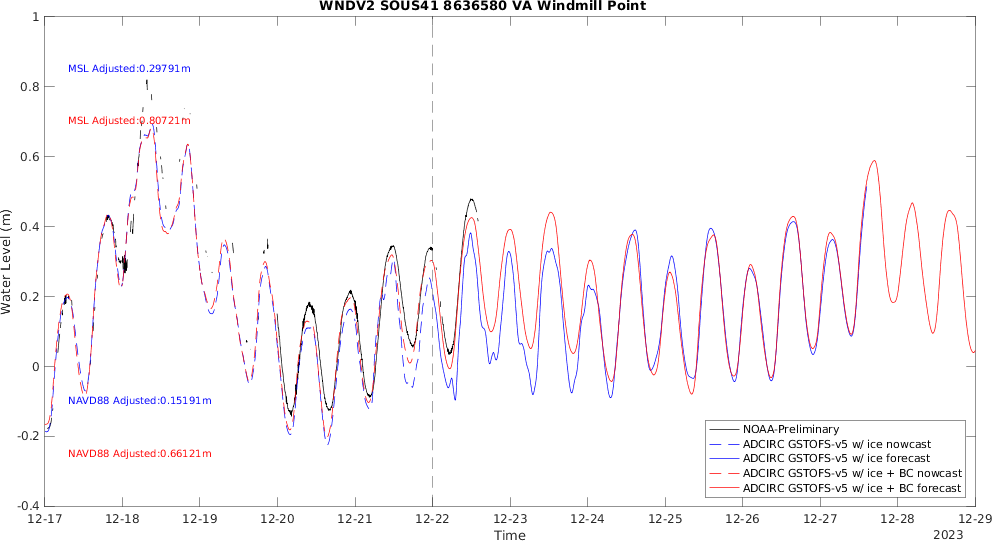 WNDV2 SOUS41 8636580 VA Windmill Point
1
0.8
0.6
0.4
0.2
0
-0.2
-0.4
Water Level (m)
MSL Adjusted:0.29791m
MSL Adjusted:0.80721m
NAVD88 Adjusted:0.15191m
NAVD88 Adjusted:0.66121m
NOAA-Preliminary
ADCIRC GSTOFS-v5 w/ ice nowcast
ADCIRC GSTOFS-v5 w/ ice forecast
ADCIRC GSTOFS-v5 w/ ice + BC nowcast
ADCIRC GSTOFS-v5 w/ ice + BC forecast
12-17 12-18 12-19 12-20 12-21 12-22 12-23 12-24 12-25 12-26 12-27 12-28 12-29
Time
2023